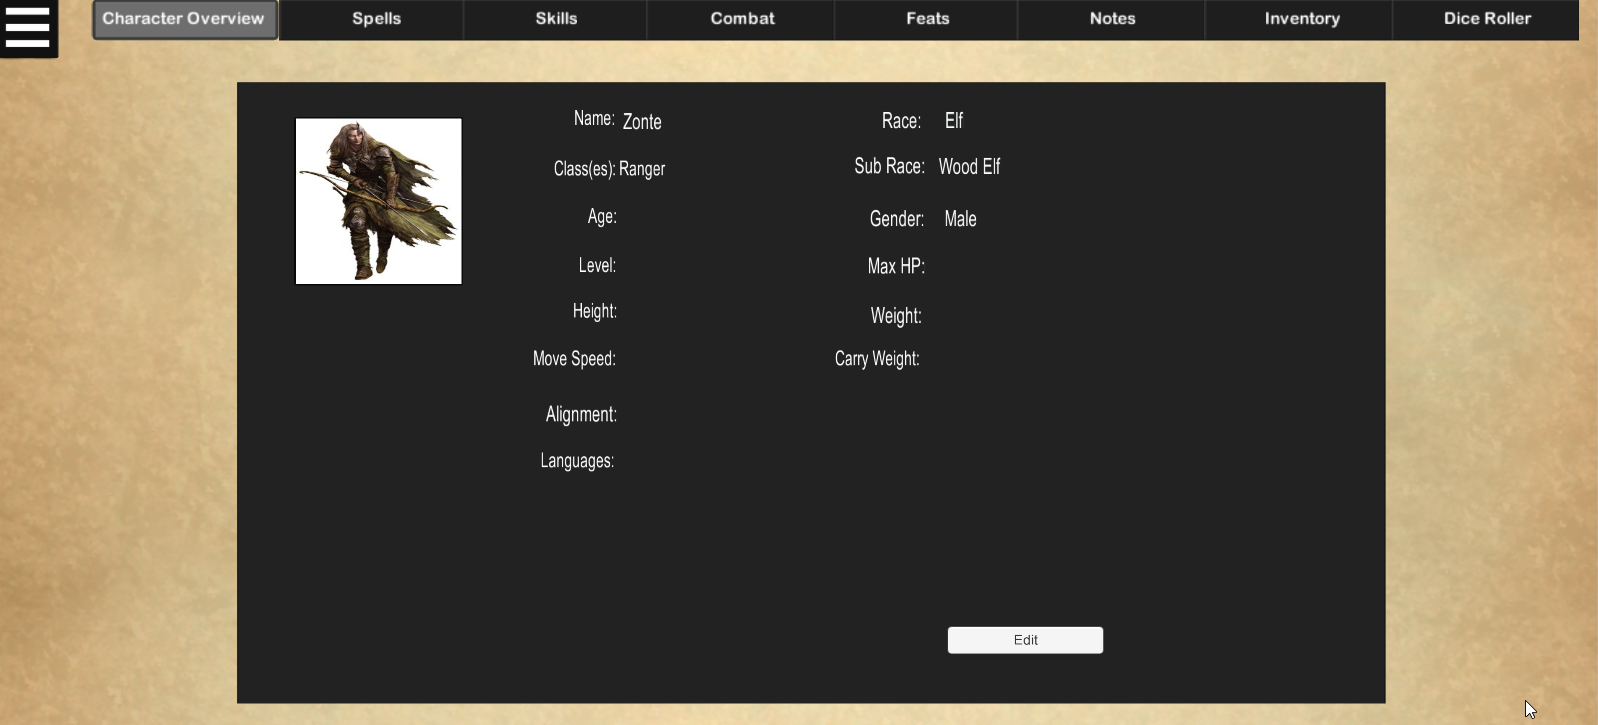 Character Overview Spells Skills Combat Feats Notes Inventory Dice Roller
Name: Zonte Race: Elf
Class(es): Ranger Sub Race: Wood Elf
Age: Gender: Male
Level: Max HP:
Height: Weight:
Move Speed: Carry Weight:
Alignment:
Languages:
Edit